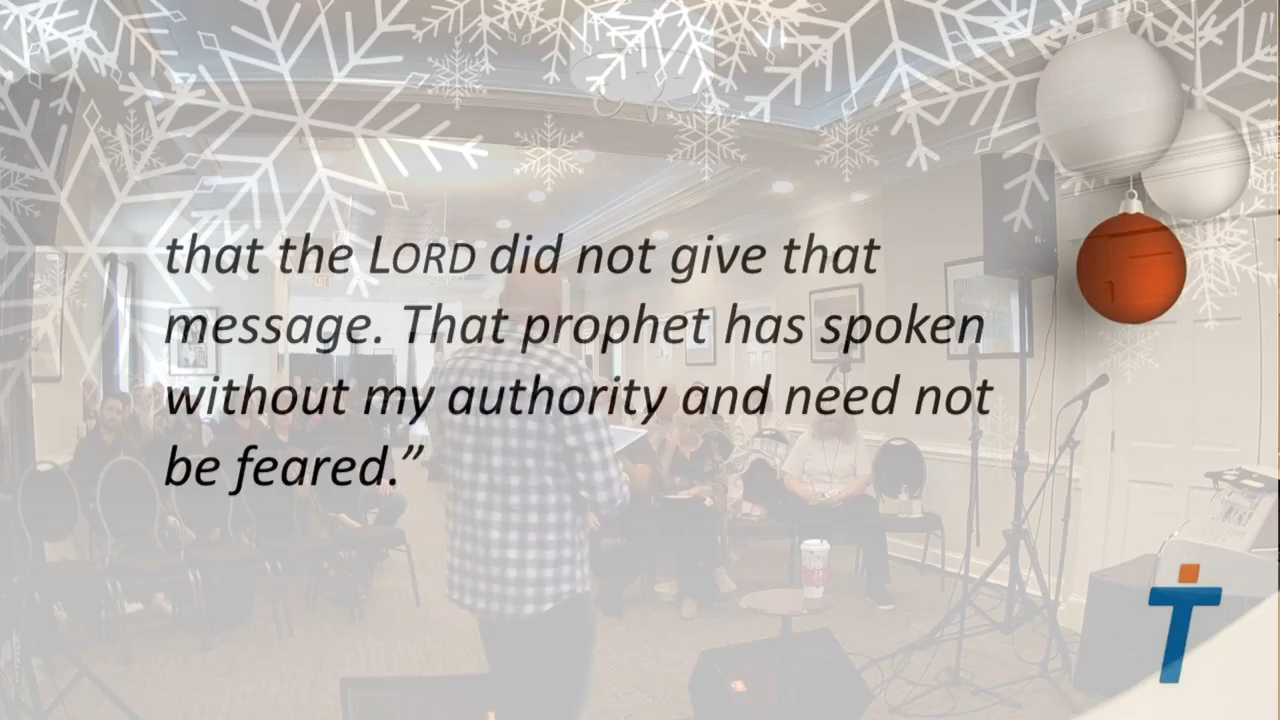 that the LORD did not give that
message. That prophet has spoken
without my authority and need not
be feared.”